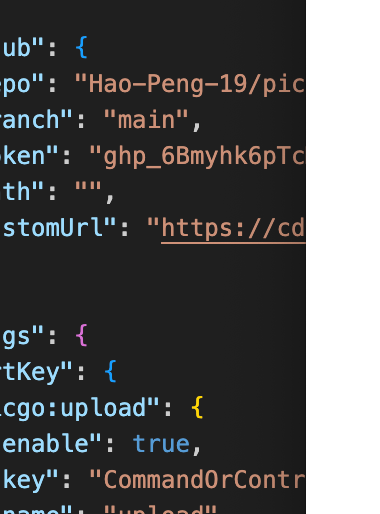 ub": {
epo": "Hao-Peng-19/pic
ranch": "main",
oken": "ghp_6Bmyhk6pTc
ath": "",
stomUrl": "https://cd
gs": {
rtKey": {
icgo:upload": {
enable": true,
key": "CommandOrContr
name": "upload"